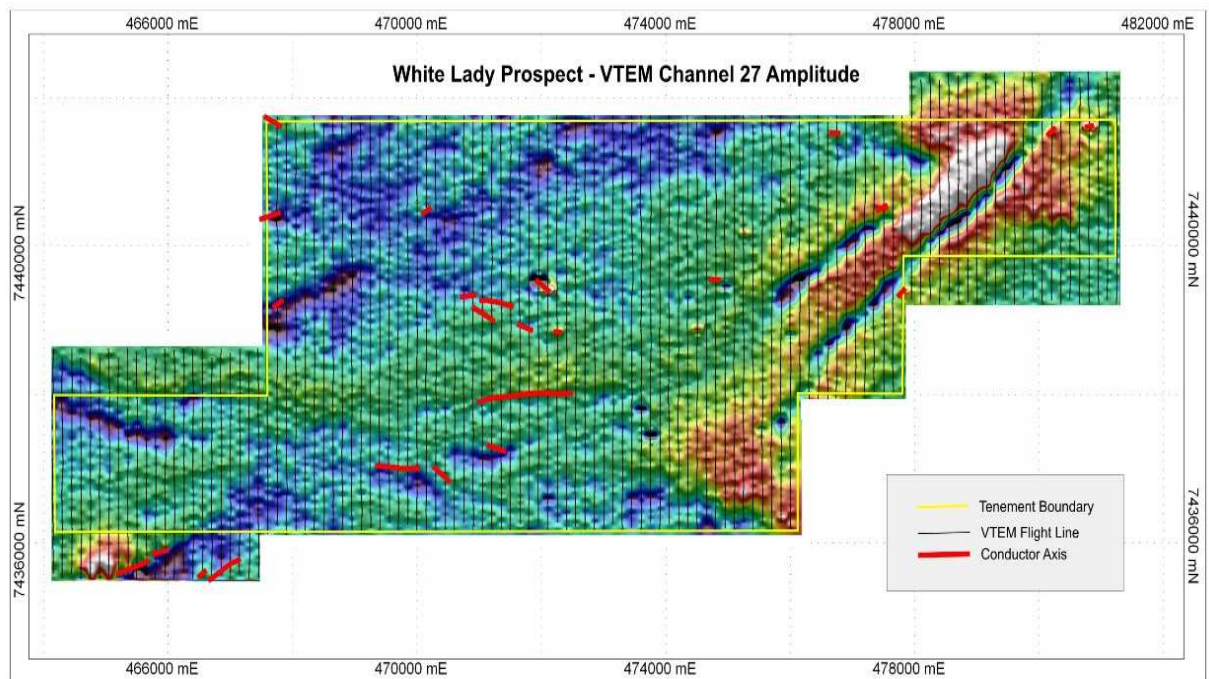 466000 mE 470000 mE 474000 mE 478000 mE 482000 mE
White Lady Prospect - VTEM Channel 27 Amplitude
7440000 mN
7440000 mN
Tenement Boundary
VTEM Flight Line
Conductor Axis
7436000 mN
7436000 mN
466000 mE 470000 mE 474000 mE 478000 mE